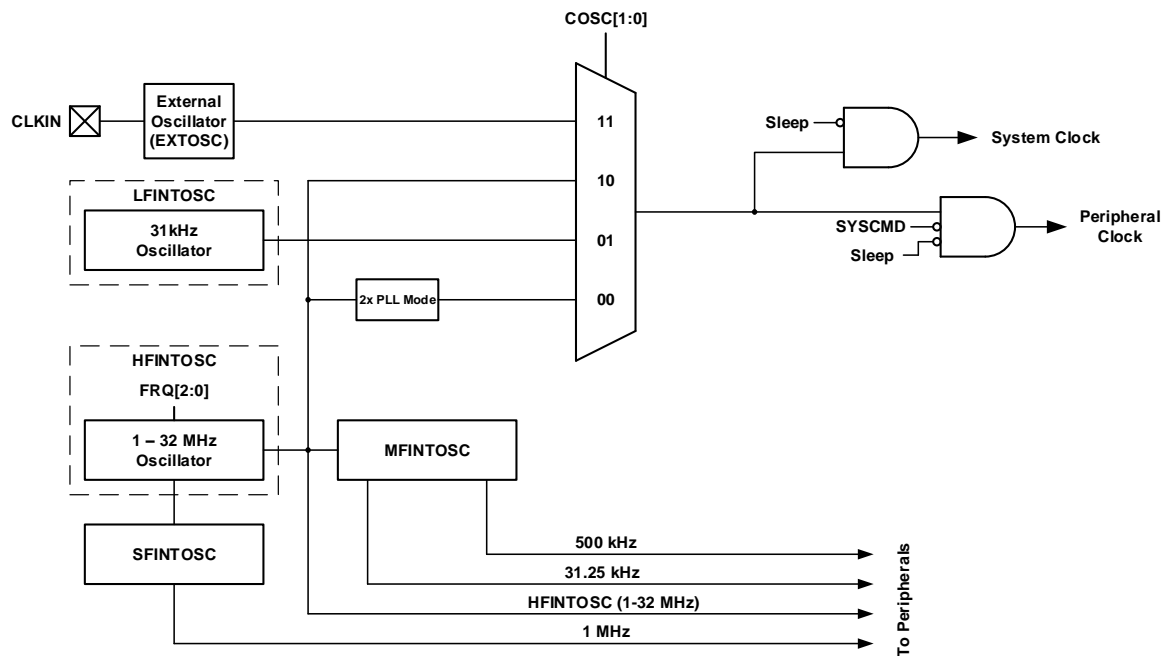 COSC[1:0]
CLKIN
External
Oscillator
(EXTOSC)
11
Sleep
System Clock
LFINTOSC
10
31kHz
Oscillator
01
SYSCMD
Sleep
Peripheral
Clock
2x PLL Mode
00
HFINTOSC
FRQ[2:0]
1 – 32 MHz
Oscillator
MFINTOSC
SFINTOSC
500 kHz
31.25 kHz
HFINTOSC (1-32 MHz)
1 MHz
To Peripherals